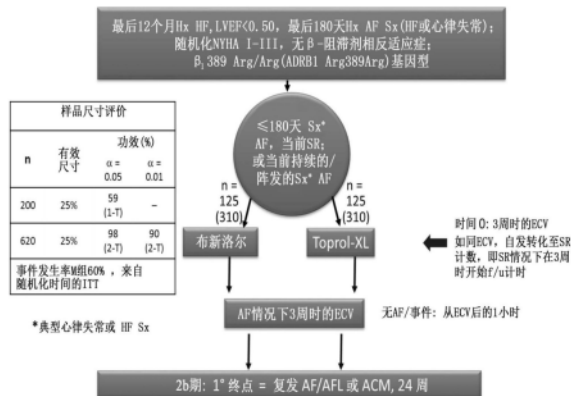 最后12个月Hx HF,LVEF<0.50, 最后180天Hx AF Sx(HF或心律失常);
随机化NYHA I-III, 无β-阻滞剂相反适应症;
β₁389 Arg/Arg(ADRB1 Arg389Arg)基因型
样品尺寸评价
n
有效
尺寸
功效(%)
α =
0.05
α =
0.01
200
25%
59
(1-T)
–
620
25%
98
(2-T)
90
(2-T)
事件发生率M组60%, 来自
随机化时间的ITT
*典型心律失常或 HF Sx
≤180天 Sx*
AF, 当前SR;
或当前持续的/
阵发的Sx* AF
n =
125
(310)
n =
125
(310)
布新洛尔
Toprol-XL
时间 0: 3周时的ECV
如同ECV, 自发转化至SR
计数, 即SR情况下在3周
时开始f/u计时
AF情况下3周时的ECV
无AF/事件: 从ECV后的1小时
2b期: 1° 终点 = 复发 AF/AFL 或 ACM, 24 周